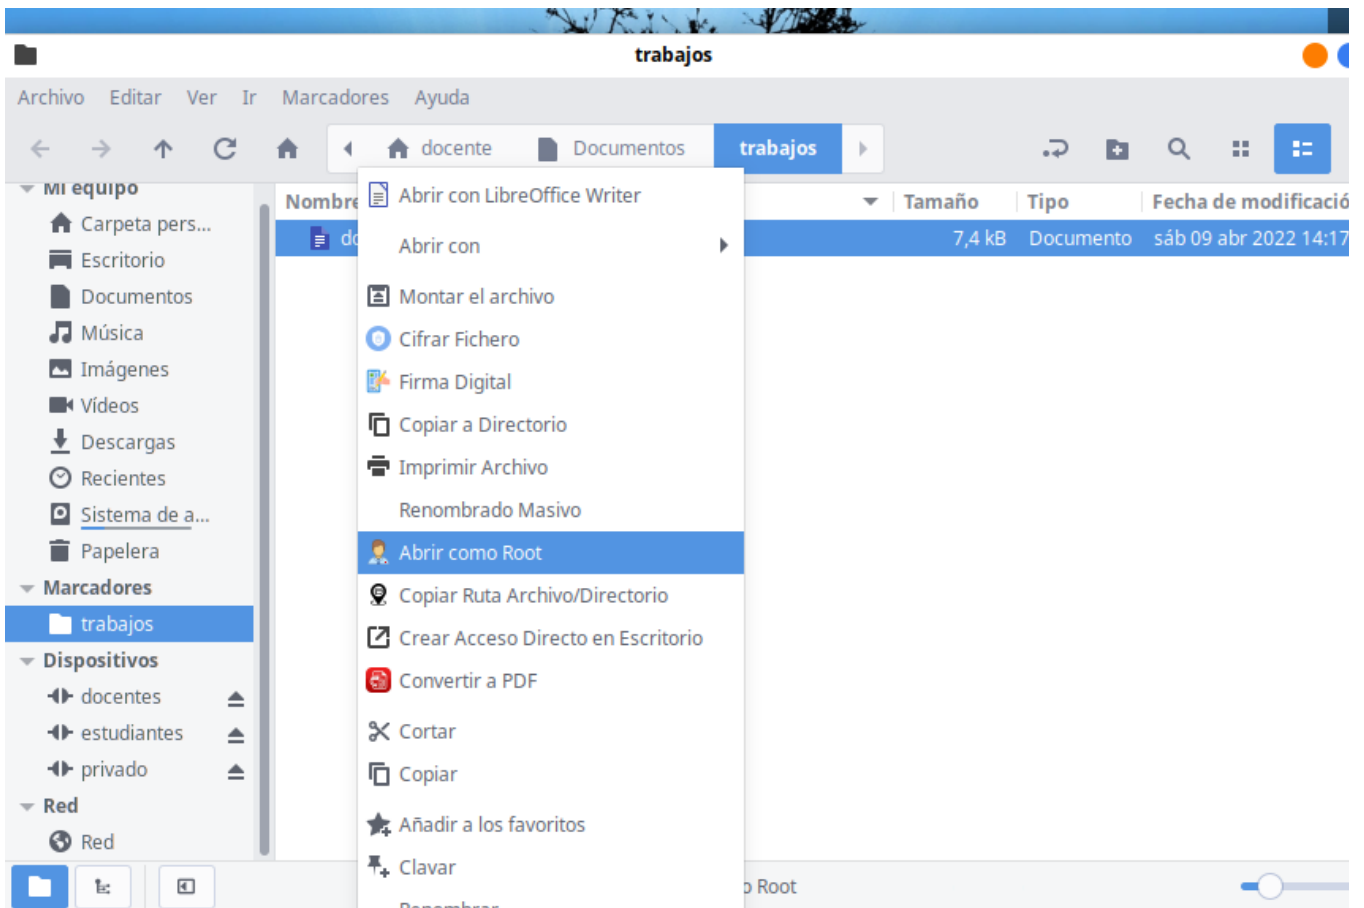 trabajos
Archivo Editar Ver Ir Marcadores Ayuda
docente Documentos trabajos
Mi equipo
Carpeta pers...
Escritorio
Documentos
Música
Imágenes
Vídeos
Descargas
Recientes
Sistema de a...
Papelera
Marcadores
trabajos
Dispositivos
docentes
estudiantes
privado
Red
Red
Nombre Tamaño Tipo Fecha de modificació
do 7,4 kB Documento sáb 09 abr 2022 14:17
Abrir con LibreOffice Writer
Abrir con
Montar el archivo
Cifrar Fichero
Firma Digital
Copiar a Directorio
Imprimir Archivo
Renombrado Masivo
Abrir como Root
Copiar Ruta Archivo/Directorio
Crear Acceso Directo en Escritorio
Convertir a PDF
Cortar
Copiar
Añadir a los favoritos
Clavar
Renombrar
o Root